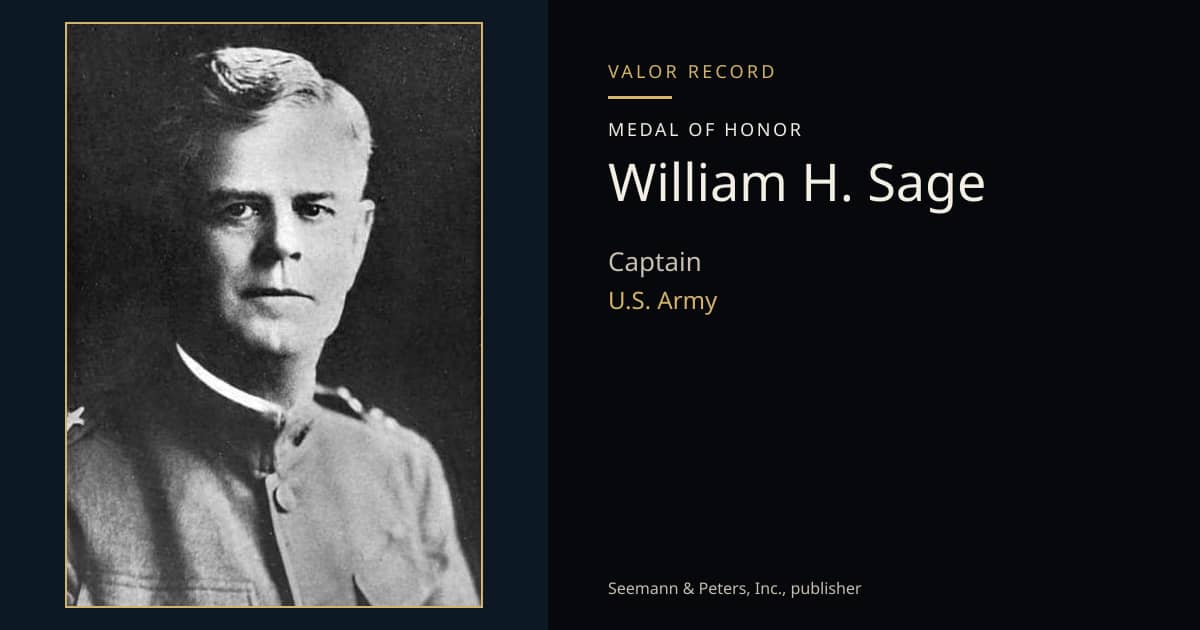 VALOR RECORD
MEDAL OF HONOR
William H. Sage
Captain
U.S. Army
Seemann & Peters, Inc., publisher